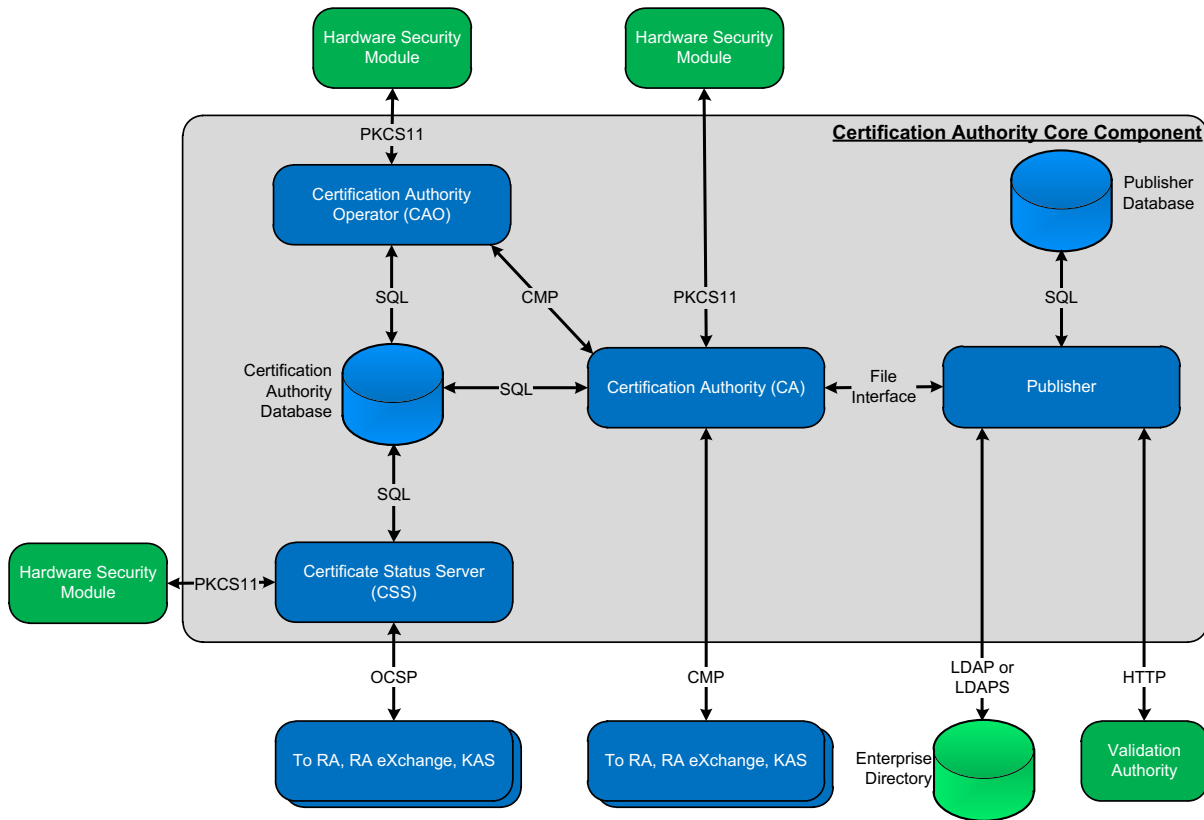 Hardware Security
Module
Hardware Security
Module
PKCS11
Certification Authority Core Component
Certification Authority
Operator (CAO)
Publisher
Database
SQL
CMP
PKCS11
SQL
Certification
Authority
Database
SQL
Certification Authority (CA)
File
Interface
Publisher
SQL
Hardware Security
Module
PKCS11
Certificate Status Server
(CSS)
OCSP
CMP
LDAP or
LDAPS
HTTP
To RA, RA eXchange, KAS
To RA, RA eXchange, KAS
Enterprise
Directory
Validation
Authority